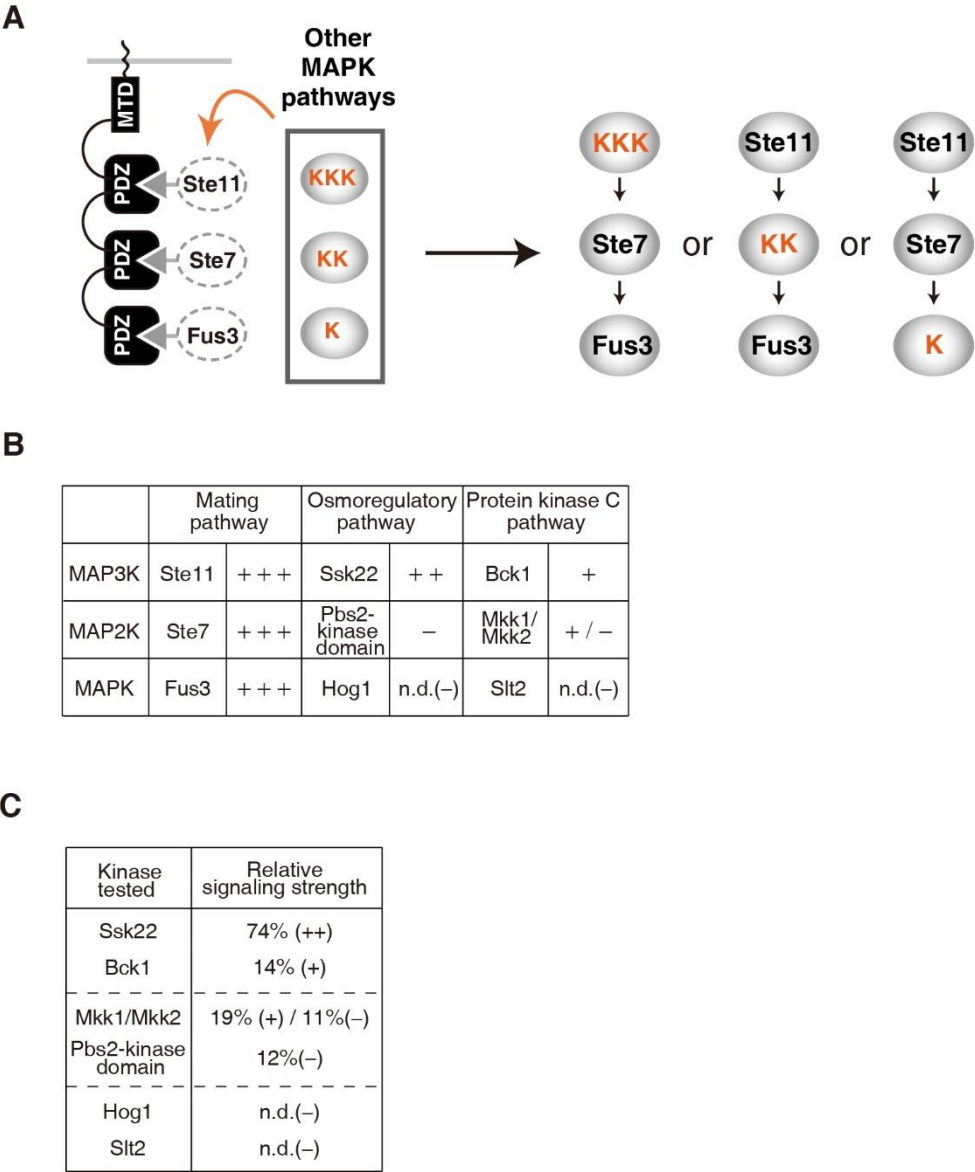 A
Other
MAPK
pathways
MTD
PDZ
Ste11
KKK
PDZ
Ste7
KK
PDZ
Fus3
K
KKK
Ste11
Ste11
Ste7
or
KK
or
Ste7
Fus3
Fus3
K
B
Mating
pathway
Osmoregulatory
pathway
Protein kinase C
pathway
MAP3K Ste11 + + + Ssk22 + + Bck1 +
MAP2K Ste7 + + + Pbs2-
kinase
domain – Mkk1/
Mkk2 + / –
MAPK Fus3 + + + Hog1 n.d.(–) Slt2 n.d.(–)
C
Kinase
tested
Relative
signaling strength
Ssk22 74% (++)
Bck1 14% (+)
Mkk1/Mkk2 19% (+) / 11%(–)
Pbs2-kinase
domain 12%(–)
Hog1 n.d.(–)
Slt2 n.d.(–)